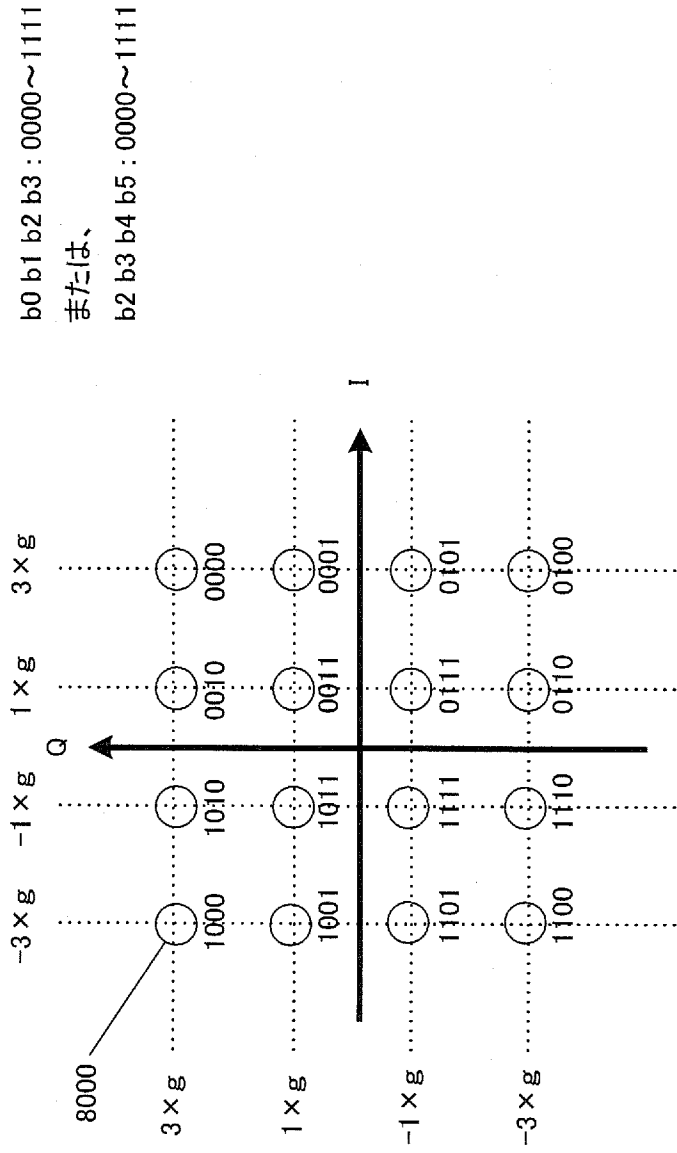 b0 b1 b2 b3 : 0000～1111
または、
b2 b3 b4 b5 : 0000～1111
-3×g -1×g 1×g 3×g
Q
8000
3×g
1000 1010 0010 0000
1×g
1001 1011 0011 0001
I
-1×g
1101 1111 0111 0101
-3×g
1100 1110 0110 0100